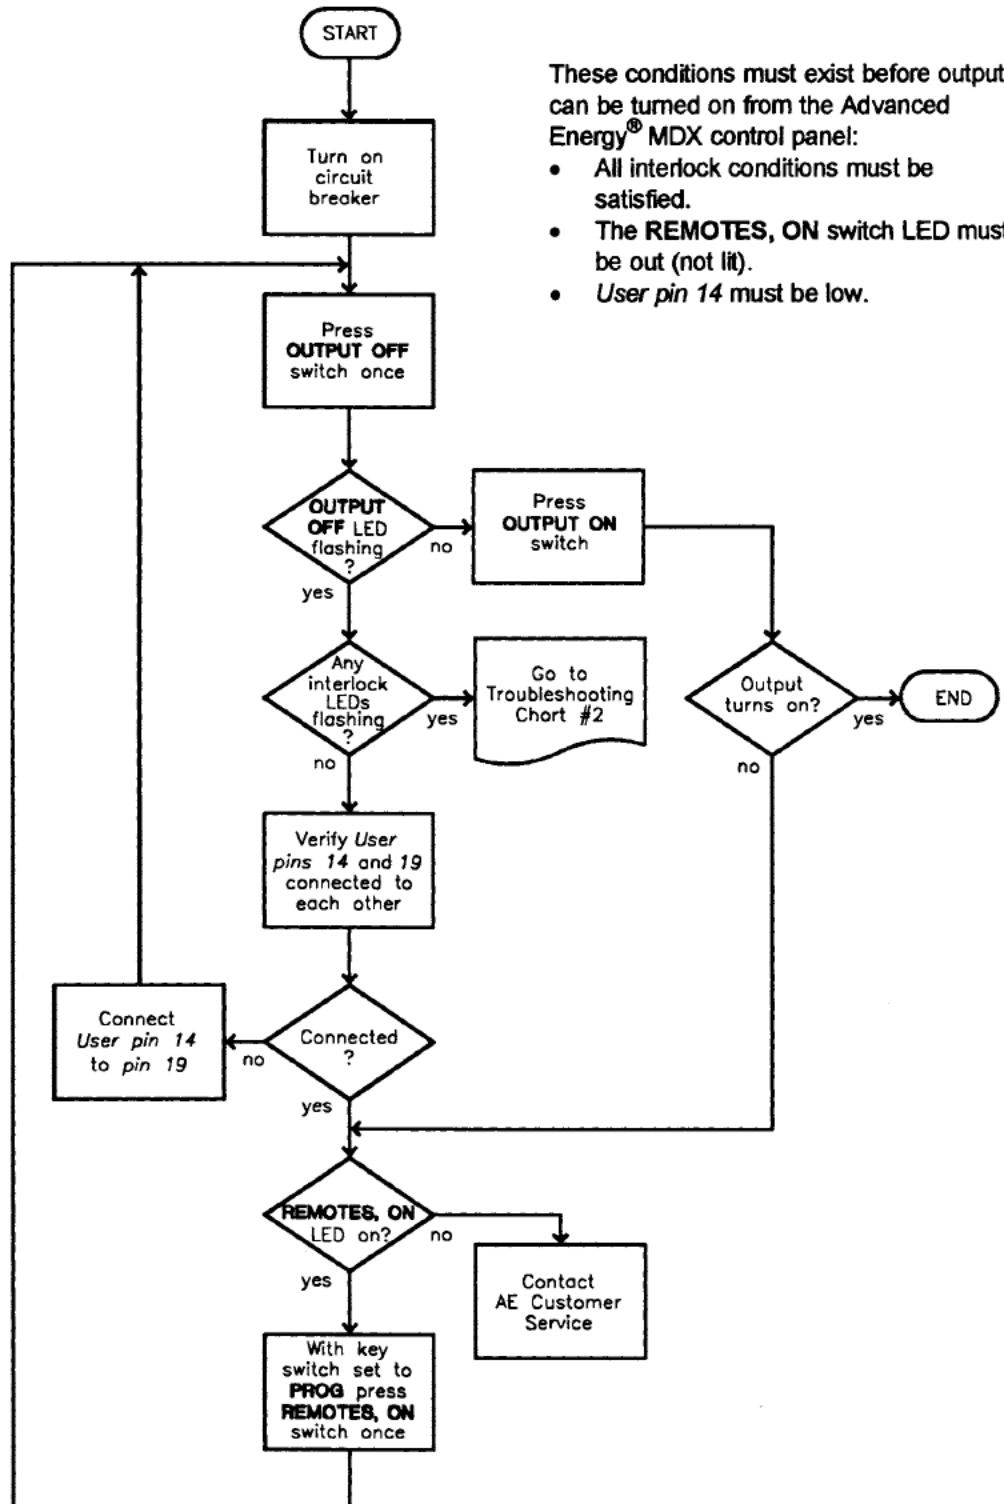 START
These conditions must exist before output
can be turned on from the Advanced
Energy® MDX control panel:
• All interlock conditions must be
satisfied.
• The REMOTES, ON switch LED must
be out (not lit).
• User pin 14 must be low.
Turn on
circuit
breaker
Press
OUTPUT OFF
switch once
OUTPUT
OFF LED
flashing
?
no
yes
Press
OUTPUT ON
switch
Any
interlock
LEDs
flashing
?
yes
no
Go to
Troubleshooting
Chort #2
Output
turns on?
yes
no
END
Verify User
pins 14 and 19
connected to
each other
Connected
?
no
yes
Connect
User pin 14
to pin 19
REMOTES, ON
LED on?
no
yes
Contact
AE Customer
Service
With key
switch set to
PROG press
REMOTES, ON
switch once